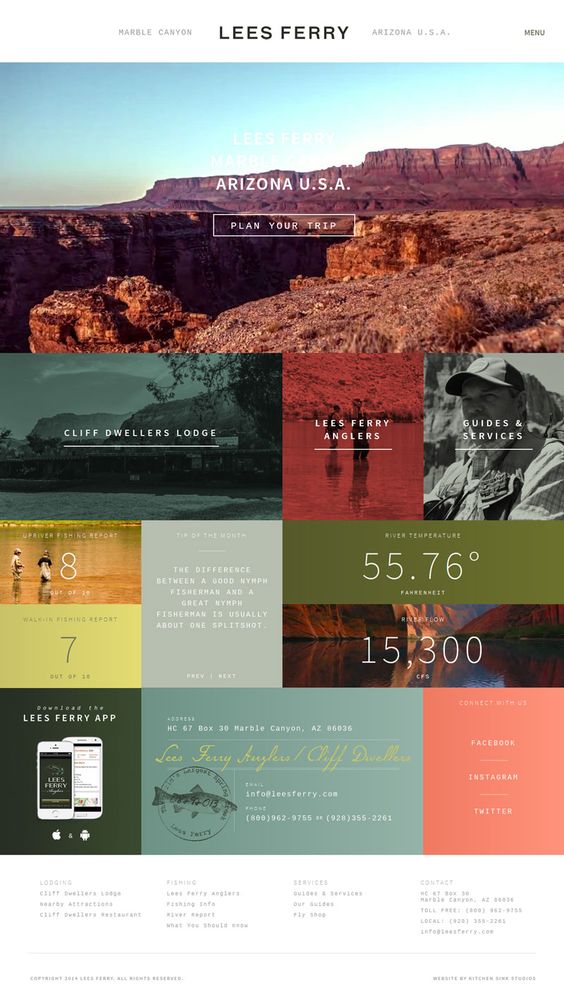 MARBLE CANYON
LEES FERRY
ARIZONA U.S.A.
MENU
LEES FERRY
MARBLE CANYON
ARIZONA U.S.A.
PLAN YOUR TRIP
CLIFF DWELLERS LODGE
LEES FERRY
ANGLERS
GUIDES &
SERVICES
UPRIVER FISHING REPORT
8
OUT OF 10
WALK-IN FISHING REPORT
7
OUT OF 10
TIP OF THE MONTH
THE DIFFERENCE
BETWEEN A GOOD NYMPH
FISHERMAN AND A
GREAT NYMPH
FISHERMAN IS USUALLY
ABOUT ONE SPLITSHOT.
PREV | NEXT
RIVER TEMPERATURE
55.76°
FAHRENHEIT
RIVER FLOW
15,300
CFS
Download the
LEES FERRY APP
LEES
FERRY
Anglers
&
ADDRESS
HC 67 Box 30 Marble Canyon, AZ 86036
Lees Ferry Anglers / Cliff Dwellers
Largest Spring
2013
Lees Ferry
EMAIL
info@leesferry.com
PHONE
(800)962-9755 OR (928)355-2261
CONNECT WITH US
FACEBOOK
INSTAGRAM
TWITTER
LODGING
Cliff Dwellers Lodge
Nearby Attractions
Cliff Dwellers Restaurant
FISHING
Lees Ferry Anglers
Fishing Info
River Report
What You Should Know
SERVICES
Guides & Services
Our Guides
Fly Shop
CONTACT
HC 67 Box 30
Marble Canyon, AZ 86036
TOLL FREE: (800) 962-9755
LOCAL: (928) 355-2261
info@leesferry.com
COPYRIGHT 2014 LEES FERRY. ALL RIGHTS RESERVED.
WEBSITE BY KITCHEN SINK STUDIOS